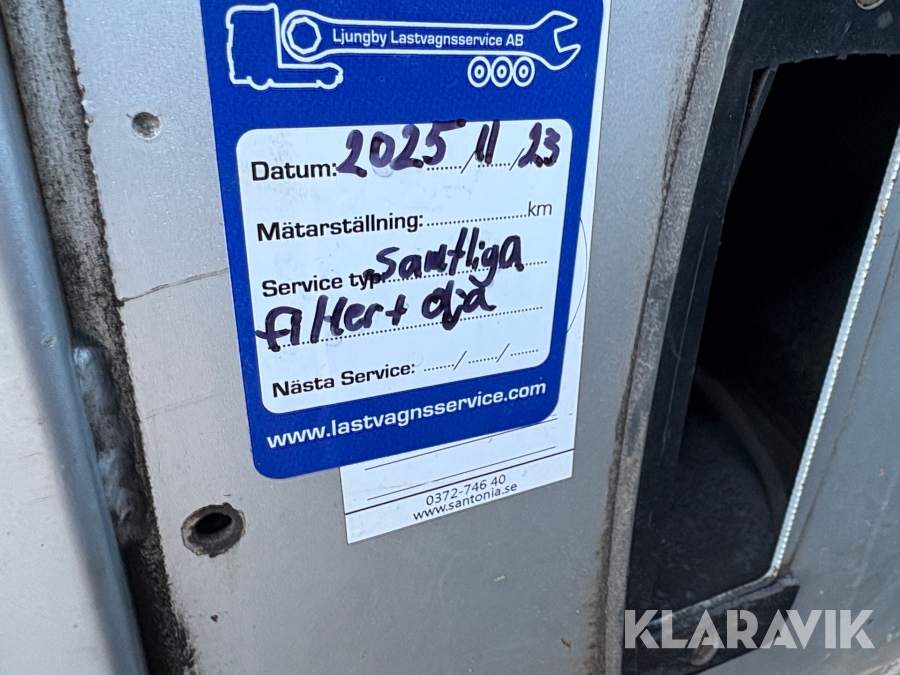 Ljungby Lastvagnsservice AB
Datum: 2025/11/23
Mätarställning:....................km
Service typ: samtliga
filter + olja
Nästa Service: ....../....../......
www.lastvagnsservice.com
0372-746 40
www.santonia.se
KLARAVIK